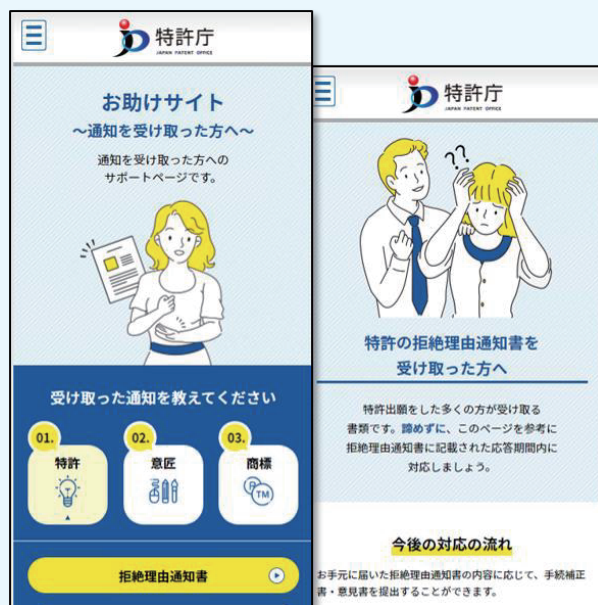 特許庁
JAPAN PATENT OFFICE
お助けサイト
～通知を受け取った方へ～
通知を受け取った方への
サポートページです。
受け取った通知を教えてください
01.
特許
02.
意匠
03.
商標
R
TM
拒絶理由通知書
特許庁
JAPAN PATENT OFFICE
??
特許の拒絶理由通知書を
受け取った方へ
特許出願をした多くの方が受け取る
書類です。諦めずに、このページを参考に
拒絶理由通知書に記載された応答期間内に
対応しましょう。
今後の対応の流れ
お手元に届いた拒絶理由通知書の内容に応じて、手続補正
書・意見書を提出することができます。